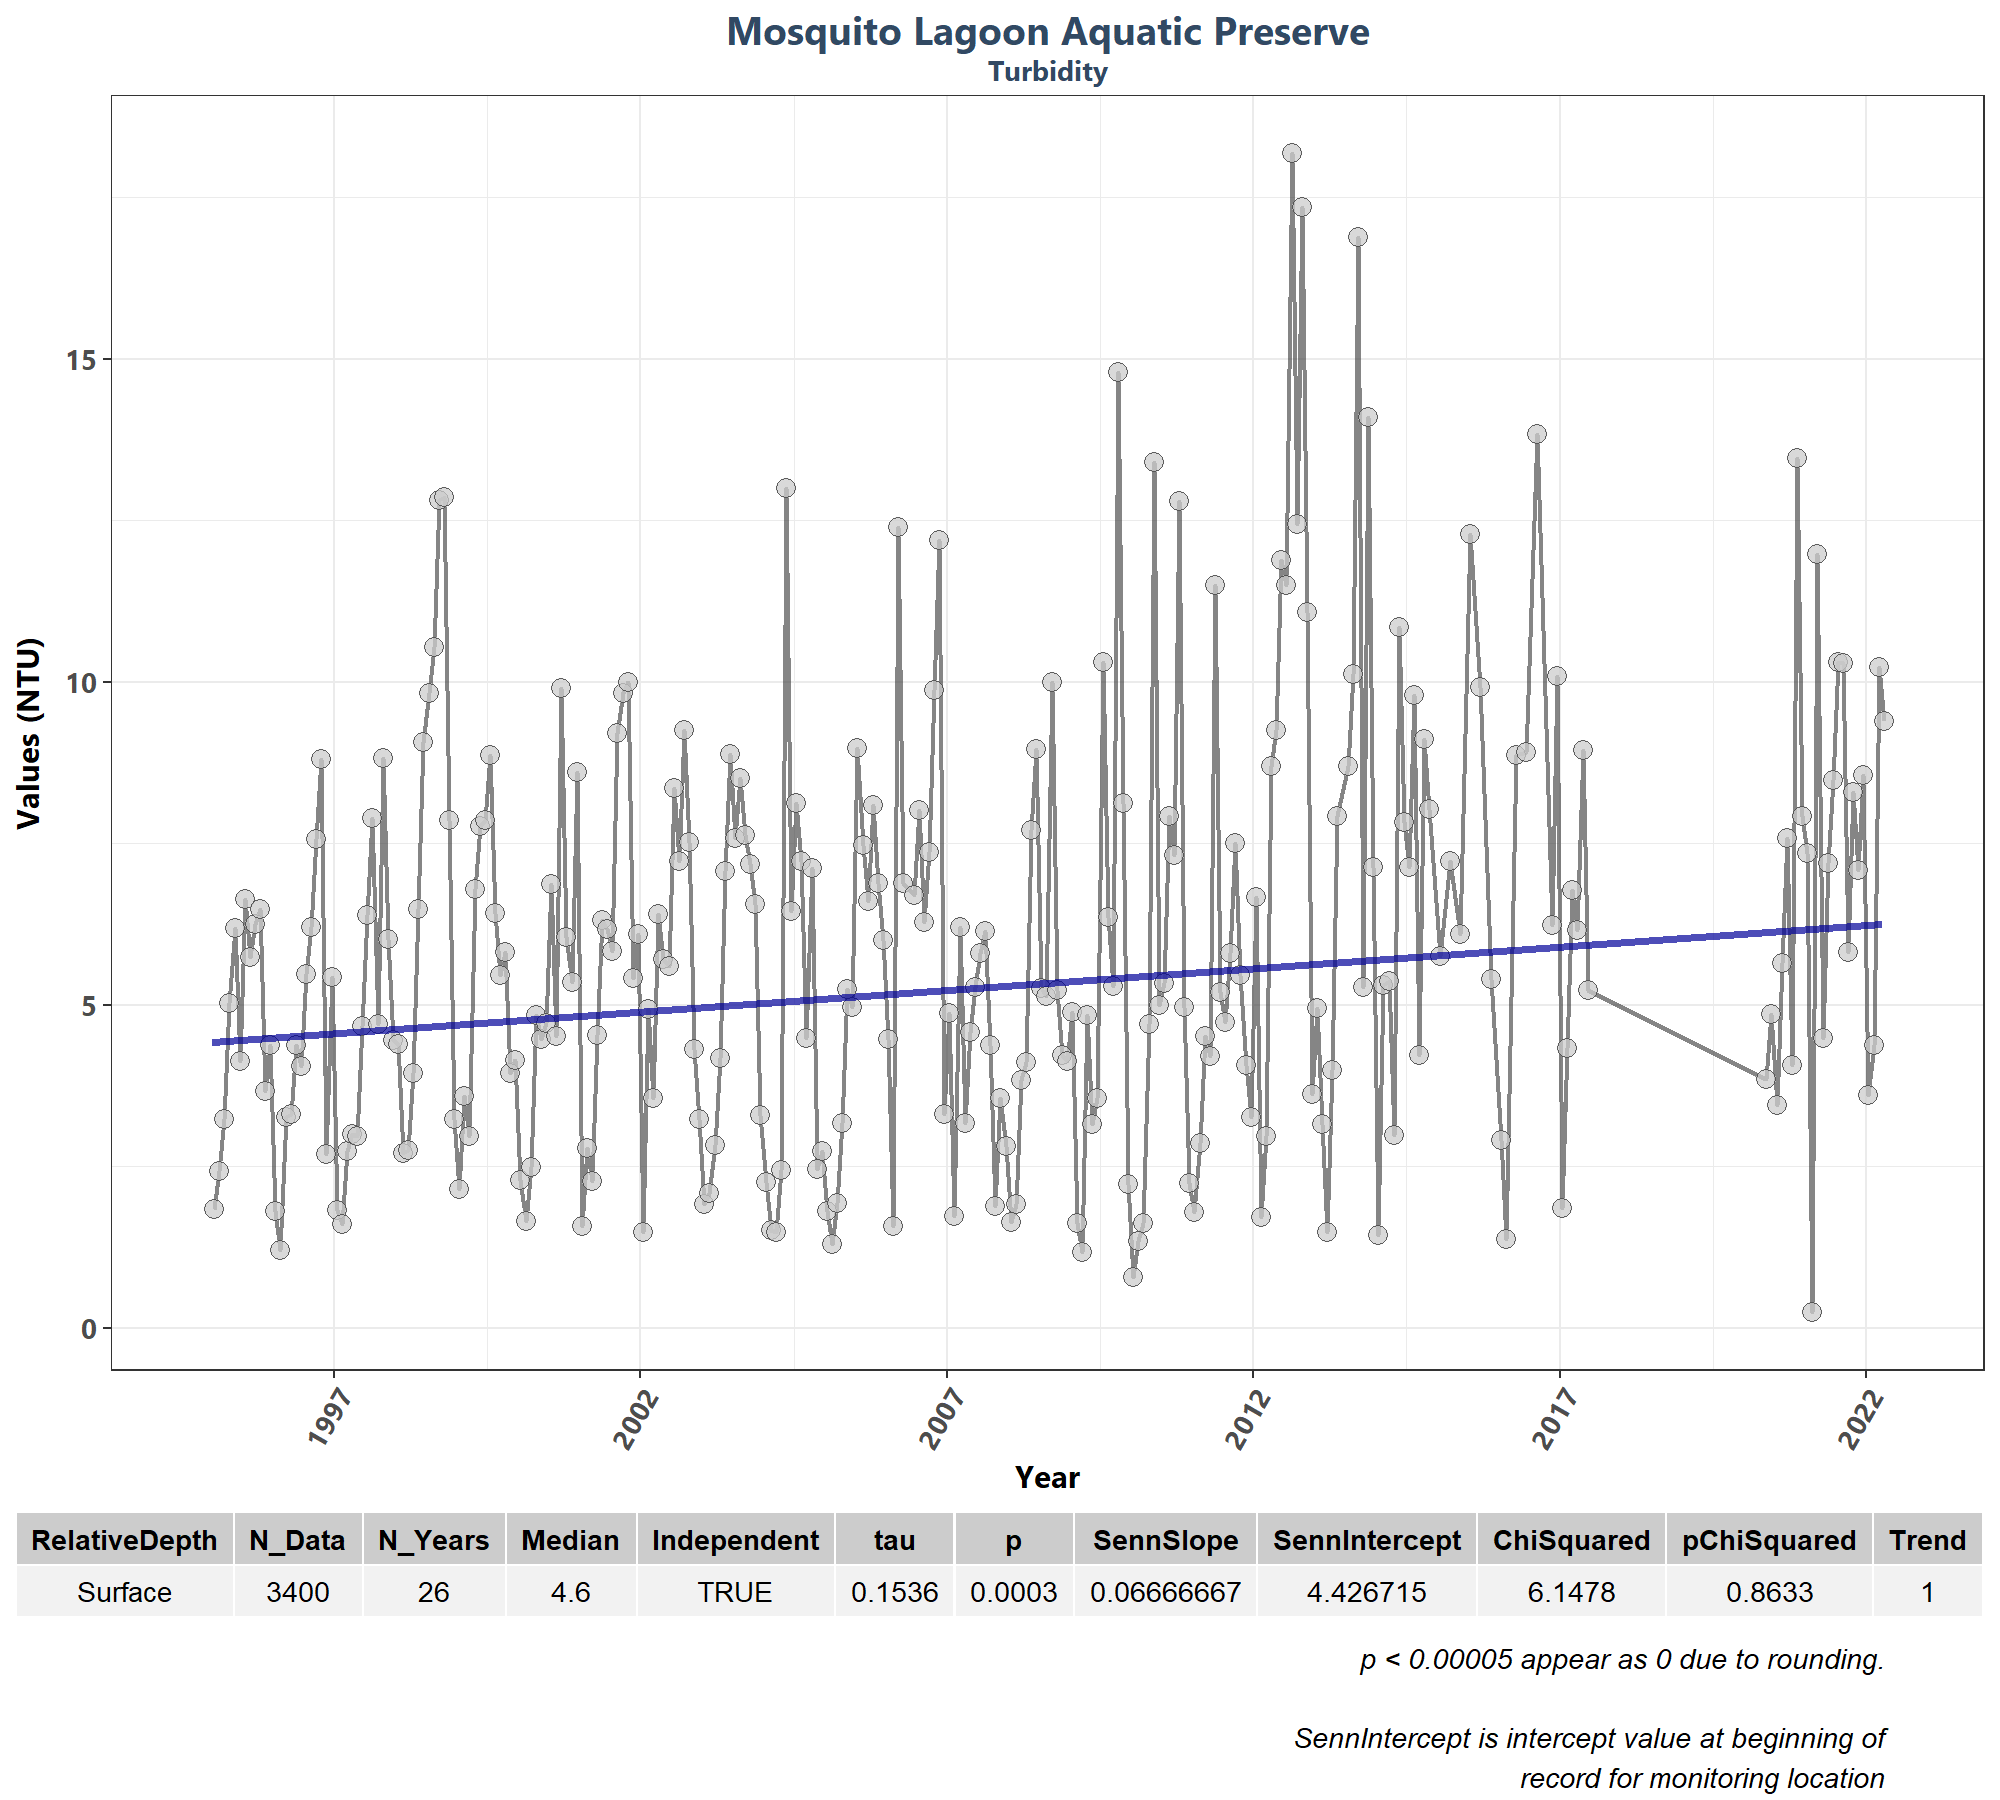 Mosquito Lagoon Aquatic Preserve
Turbidity
Values (NTU)
15
10
5
0
1997 2002 2007 2012 2017 2022
Year
RelativeDepth N_Data N_Years Median Independent tau p SennSlope SennIntercept ChiSquared pChiSquared Trend
Surface 3400 26 4.6 TRUE 0.1536 0.0003 0.06666667 4.426715 6.1478 0.8633 1
p < 0.00005 appear as 0 due to rounding.
SennIntercept is intercept value at beginning of
record for monitoring location